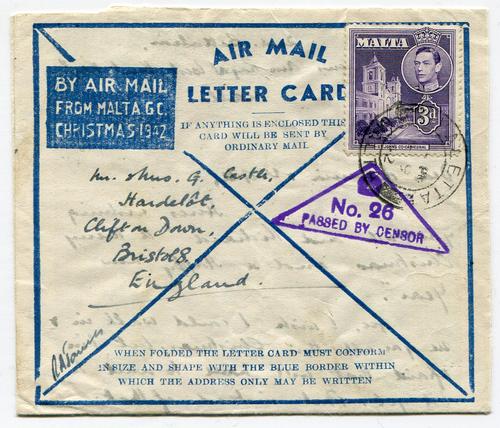 AIR MAIL
LETTER CARD
IF ANYTHING IS ENCLOSED THIS
CARD WILL BE SENT BY
ORDINARY MAIL
BY AIR MAIL
FROM MALTA G.C.
CHRISTMAS 1942
MALTA
3d
No. 26
PASSED BY CENSOR
Castle,
Clifton Down,
Bristol 8.
England.
WHEN FOLDED THE LETTER CARD MUST CONFORM
IN SIZE AND SHAPE WITH THE BLUE BORDER WITHIN
WHICH THE ADDRESS ONLY MAY BE WRITTEN